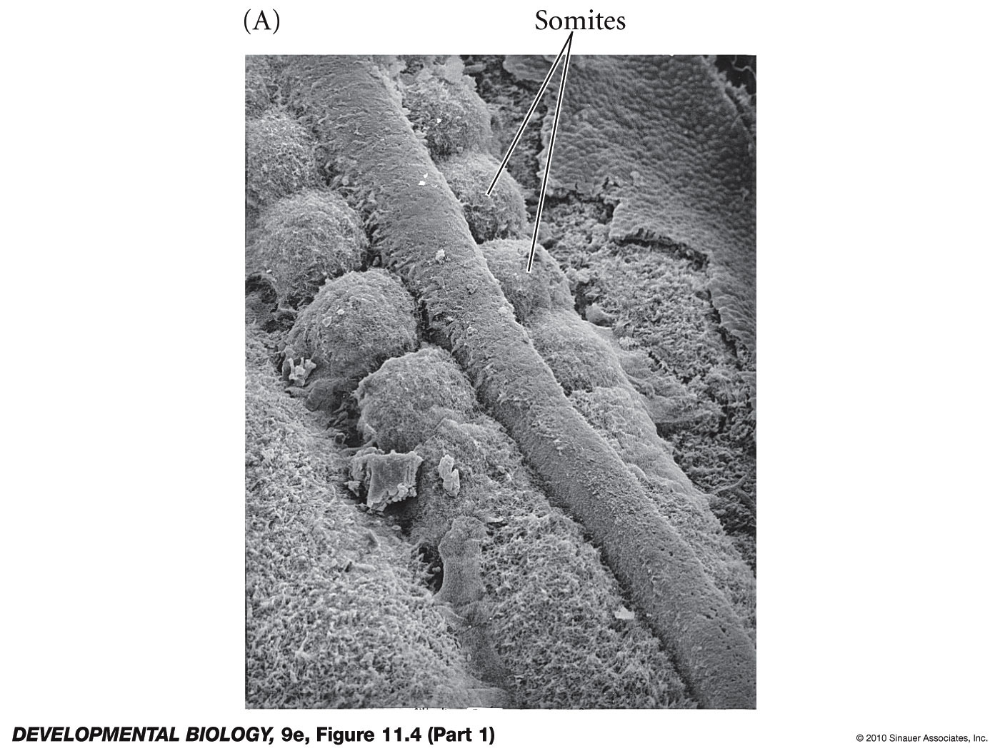 (A)
Somites
DEVELOPMENTAL BIOLOGY, 9e, Figure 11.4 (Part 1)
© 2010 Sinauer Associates, Inc.